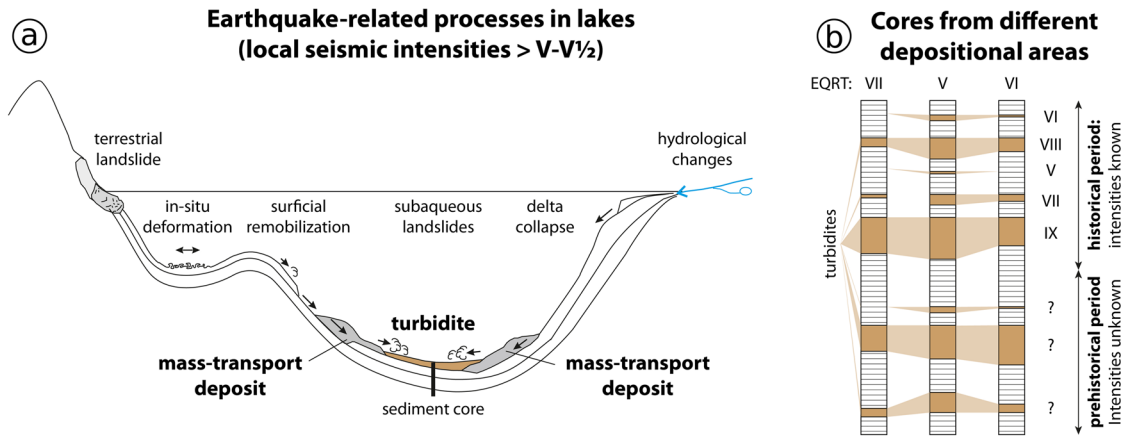 a
Earthquake-related processes in lakes
(local seismic intensities > V-V½)
terrestrial
landslide
hydrological
changes
in-situ
deformation
surficial
remobilization
subaqueous
landslides
delta
collapse
turbidite
mass-transport
deposit
mass-transport
deposit
sediment core
b
Cores from different
depositional areas
EQRT: VII V VI
turbidites
VI
VIII
V
VII
IX
?
?
?
historical period:
intensities known
prehistorical period
Intensities unknown